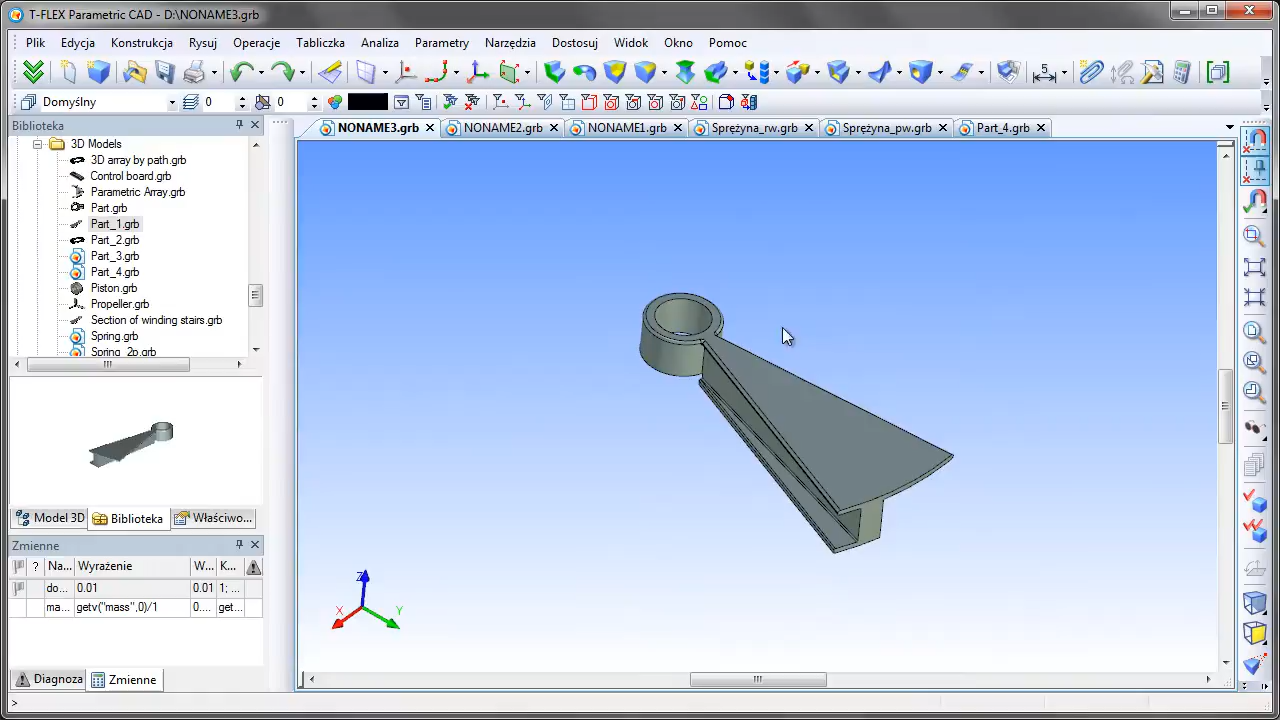 T-FLEX Parametric CAD - D:\NONAME3.grb
Plik Edycja Konstrukcja Rysuj Operacje Tabliczka Analiza Parametry Narzędzia Dostosuj Widok Okno Pomoc
5
Domyślny 0 0
Biblioteka
NONAME3.grb NONAME2.grb NONAME1.grb Sprężyna_rw.grb Sprężyna_pw.grb Part_4.grb
3D Models
3D array by path.grb
Control board.grb
Parametric Array.grb
Part.grb
Part_1.grb
Part_2.grb
Part_3.grb
Part_4.grb
Piston.grb
Propeller.grb
Section of winding stairs.grb
Spring.grb
Spring_2p.grb
Model 3D Biblioteka Właściwo...
Zmienne
? Na... Wyrażenie W... K...
do... 0.01 0.01 1; ...
ma... getv("mass",0)/1 0.... get...
Z
X
Y
Diagnoza Zmienne
>